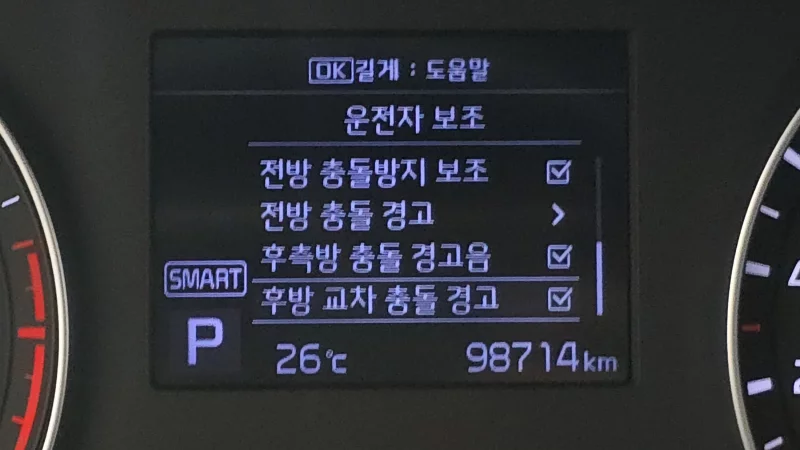 OK길게 : 도움말
운전자 보조
전방 충돌방지 보조
전방 충돌 경고
후측방 충돌 경고음
후방 교차 충돌 경고
SMART
P
26°c
98714km